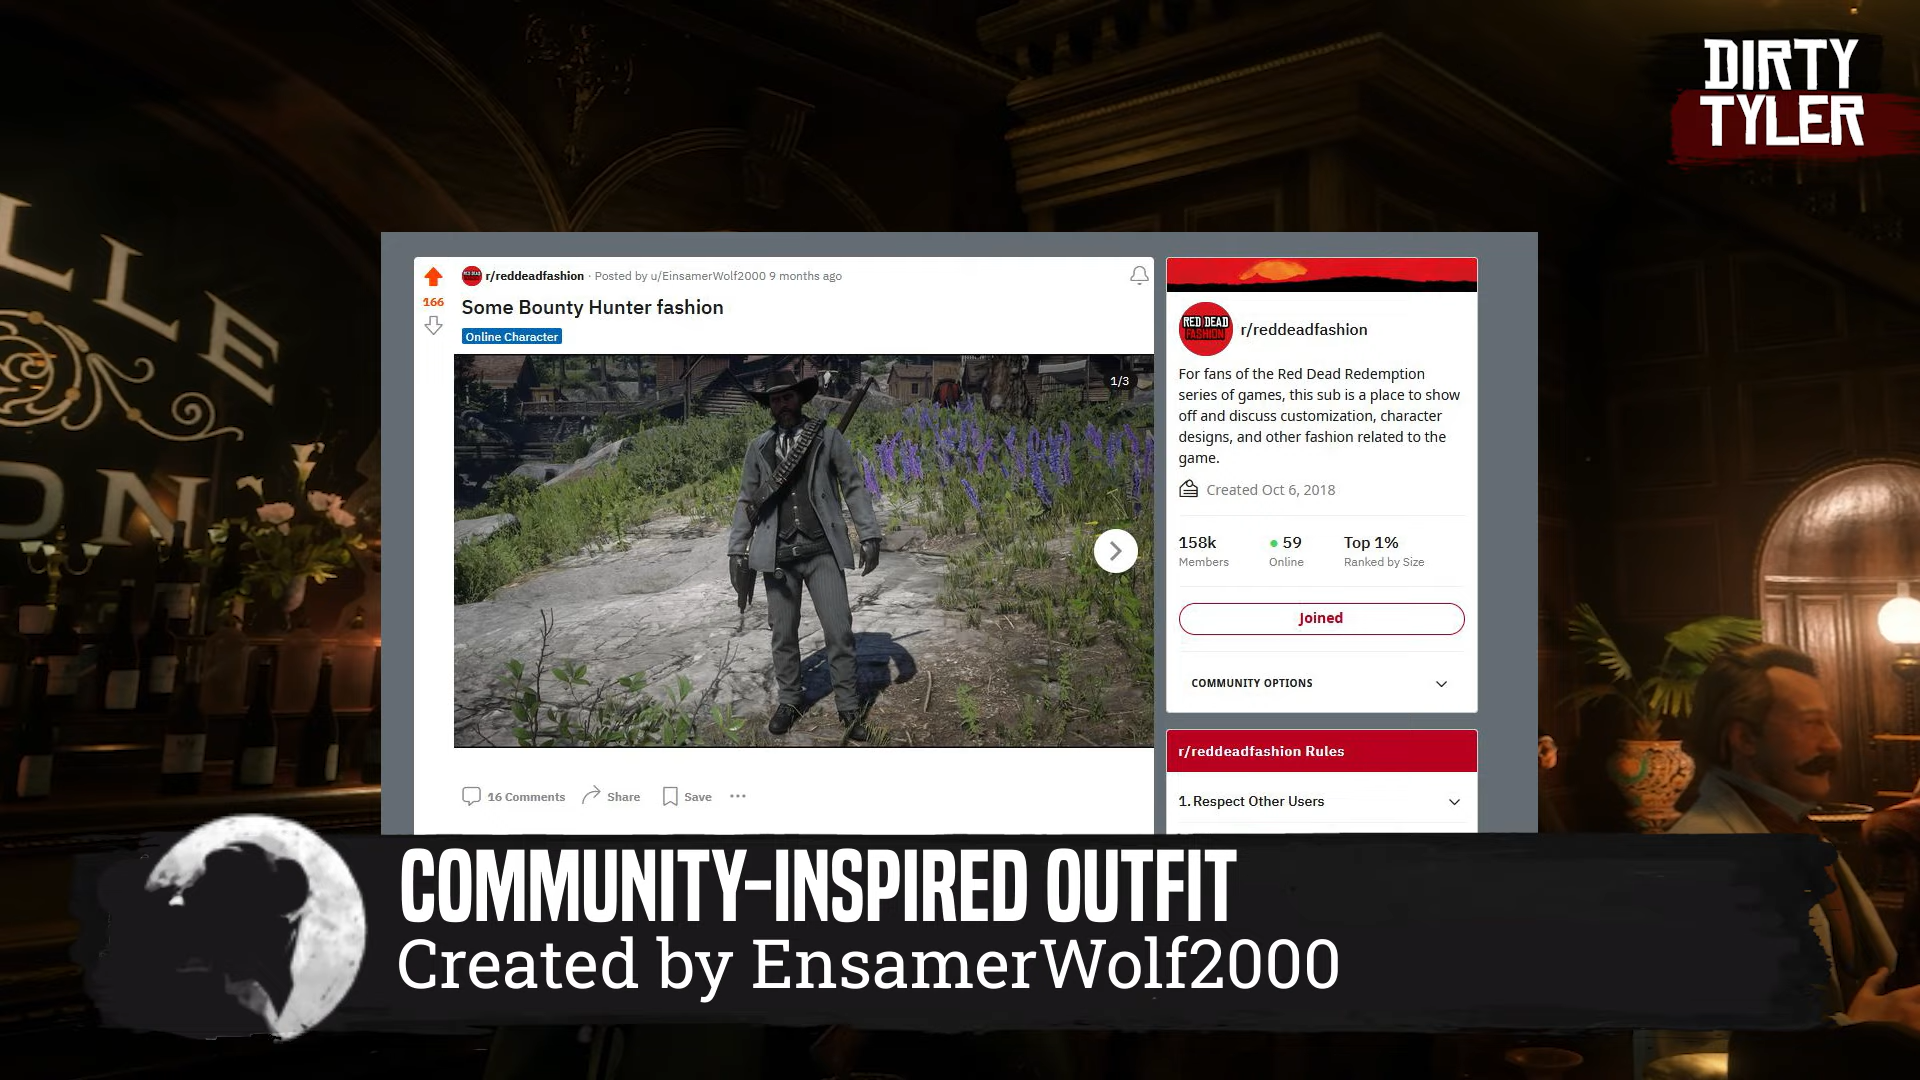 DIRTY
TYLER
LLE
ON
166
r/reddeadfashion · Posted by u/EinsamerWolf2000 9 months ago
Some Bounty Hunter fashion
Online Character
1/3
16 Comments
Share
Save
RED DEAD
FASHION
r/reddeadfashion
For fans of the Red Dead Redemption
series of games, this sub is a place to show
off and discuss customization, character
designs, and other fashion related to the
game.
Created Oct 6, 2018
158k
59
Top 1%
Members
Online
Ranked by Size
Joined
COMMUNITY OPTIONS
r/reddeadfashion Rules
1. Respect Other Users
COMMUNITY-INSPIRED OUTFIT
Created by EnsamerWolf2000